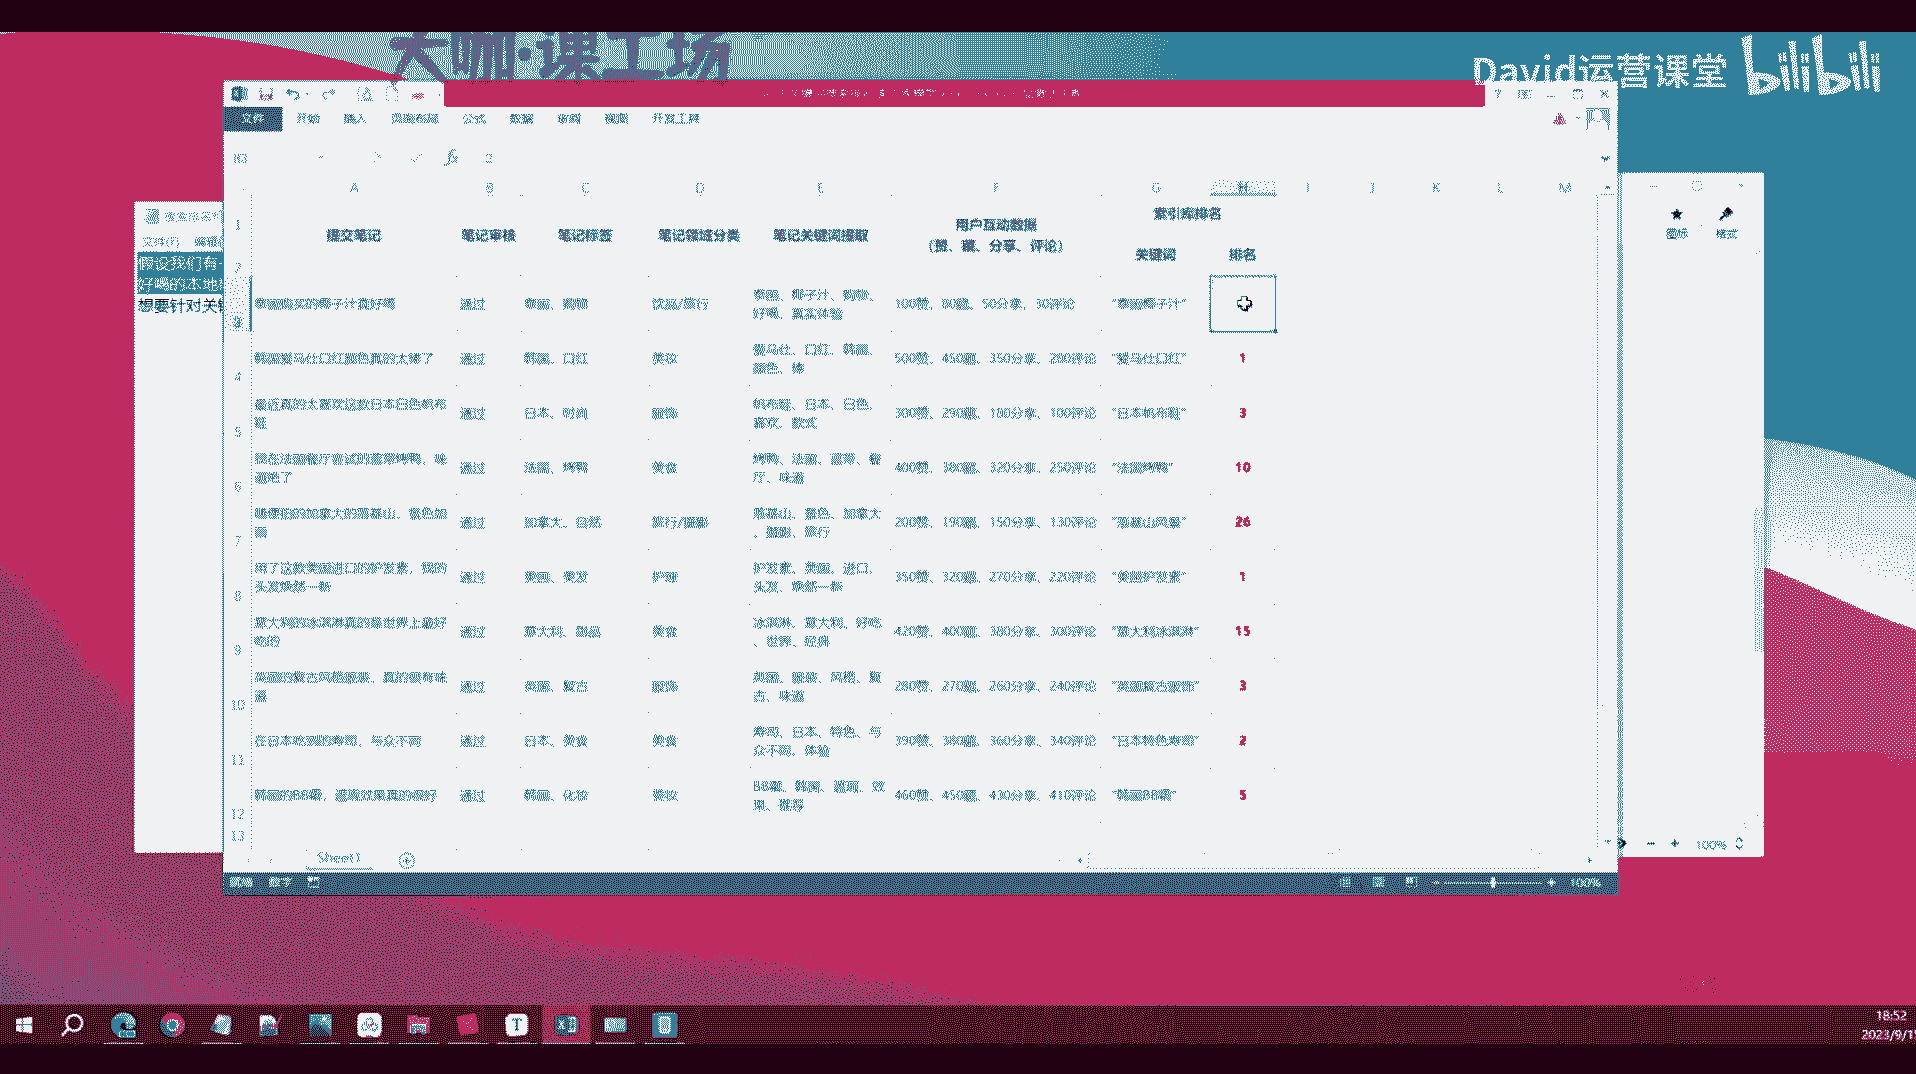 大咖·课工场
David运营课堂 bilibili
文件 开始 插入 页面布局 公式 数据 审阅 视图 开发工具
H3 fx 2
A B C D E F G H I J K L M
提交笔记 笔记审核 笔记标签 笔记领域分类 笔记关键词提取 用户互动数据 索引库排名
(赞、藏、分享、评论) 关键词 排名
泰国购买的椰子汁真好喝 通过 泰国、购物 饮品/旅行 泰国、椰子汁、购物、 100赞、80藏、50分享、30评论 "泰国椰子汁"
好喝、真实体验
韩国爱马仕口红颜色真的太棒了 通过 韩国、口红 美妆 爱马仕、口红、韩国、 500赞、450藏、350分享、280评论 "爱马仕口红" 1
颜色、棒
最近真的太喜欢这款日本白色帆布 通过 日本、时尚 服饰 帆布鞋、日本、白色、 300赞、290藏、180分享、100评论 "日本帆布鞋" 3
鞋 喜欢、款式
我在法国餐厅尝试的蓝带烤鸭，味 通过 法国、烤鸭 美食 烤鸭、法国、蓝带、餐 400赞、380藏、320分享、250评论 "法国烤鸭" 10
道绝了 厅、味道
随便拍的加拿大的落基山，景色如 通过 加拿大、自然 旅行/摄影 落基山、景色、加拿大 200赞、190藏、150分享、130评论 "落基山风景" 26
画 、摄影、旅行
用了这款美国进口的护发素，我的 通过 美国、美发 护理 护发素、美国、进口、 350赞、320藏、270分享、220评论 "美国护发素" 1
头发焕然一新 头发、焕然一新
意大利的冰淇淋真的是世界上最好 通过 意大利、甜品 美食 冰淇淋、意大利、好吃 420赞、400藏、380分享、300评论 "意大利冰淇淋" 15
吃的 、世界、经典
英国的复古风格服装，真的很有味 通过 英国、复古 服饰 英国、服装、风格、复 280赞、270藏、260分享、240评论 "英国复古服饰" 3
道 古、味道
在日本吃到的寿司，与众不同 通过 日本、美食 美食 寿司、日本、特色、与 390赞、380藏、360分享、340评论 "日本特色寿司" 2
众不同、体验
韩国的BB霜，遮瑕效果真的很好 通过 韩国、化妆 美妆 BB霜、韩国、遮瑕、效 460赞、450藏、430分享、410评论 "韩国BB霜" 5
果、推荐
1
2
3
4
5
6
7
8
9
10
11
12
13
Sheet1
就绪 数字 100%
文件(F) 编辑
假设我们有一
好喝的本地
想要针对关键
图标 格式
100%
18:52
2023/9/1